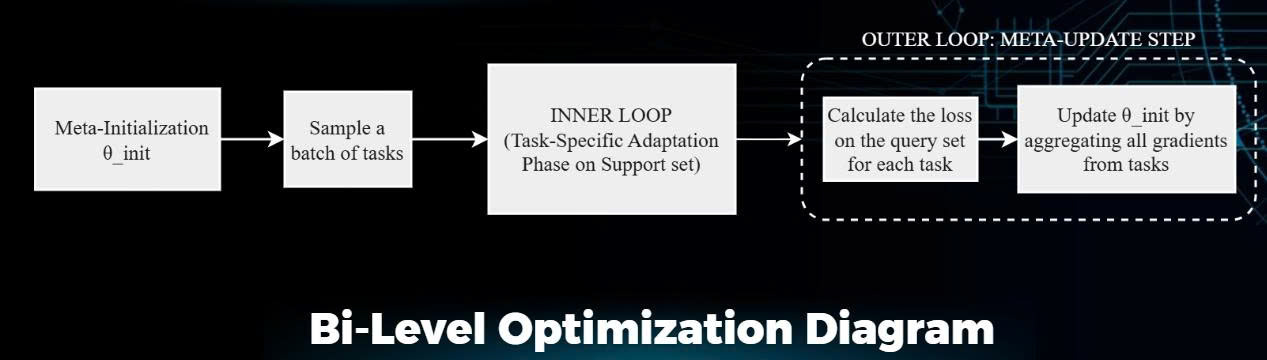 OUTER LOOP: META-UPDATE STEP
Meta-Initialization
θ_init
Sample a
batch of tasks
INNER LOOP
(Task-Specific Adaptation
Phase on Support set)
Calculate the loss
on the query set
for each task
Update θ_init by
aggregating all gradients
from tasks
Bi-Level Optimization Diagram